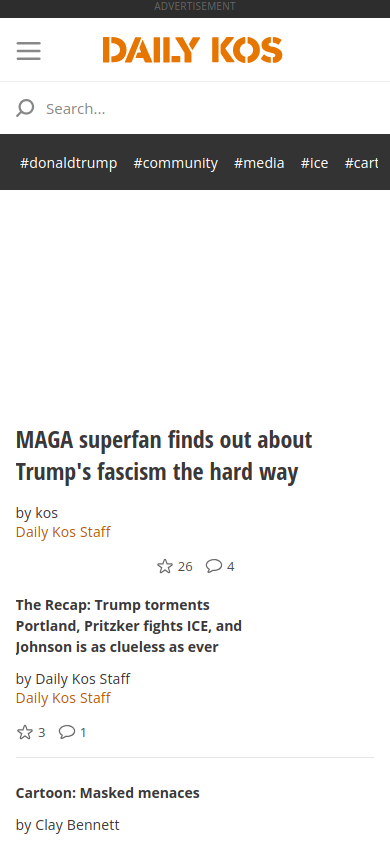 ADVERTISEMENT
DAILY KOS
Search...
#donaldtrump #community #media #ice #cart
MAGA superfan finds out about
Trump's fascism the hard way
by kos
Daily Kos Staff
26 4
The Recap: Trump torments
Portland, Pritzker fights ICE, and
Johnson is as clueless as ever
by Daily Kos Staff
Daily Kos Staff
3 1
Cartoon: Masked menaces
by Clay Bennett